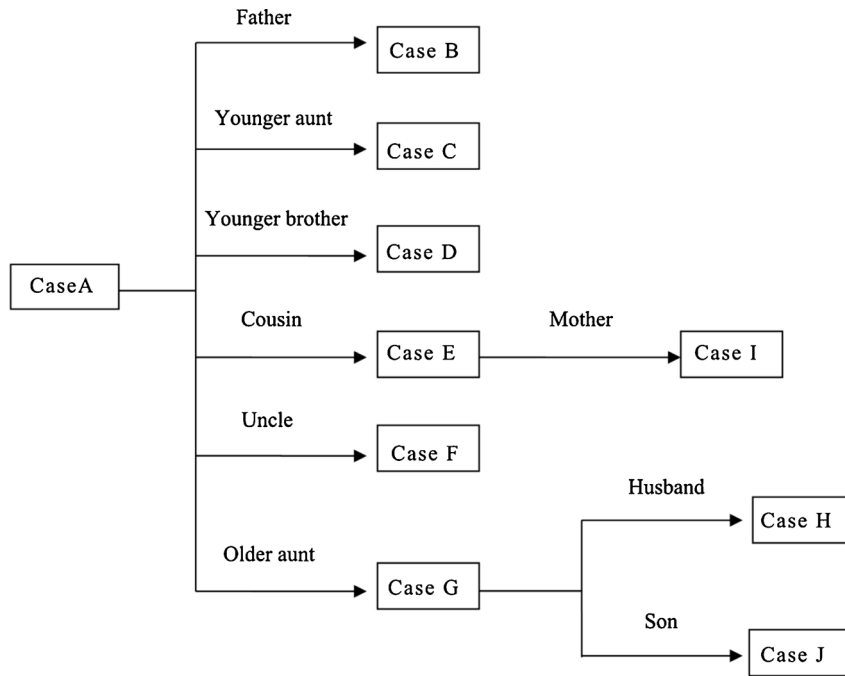 Father
Case B
Younger aunt
Case C
Younger brother
Case D
CaseA
Cousin
Mother
Case E
Case I
Uncle
Case F
Husband
Case H
Older aunt
Case G
Son
Case J